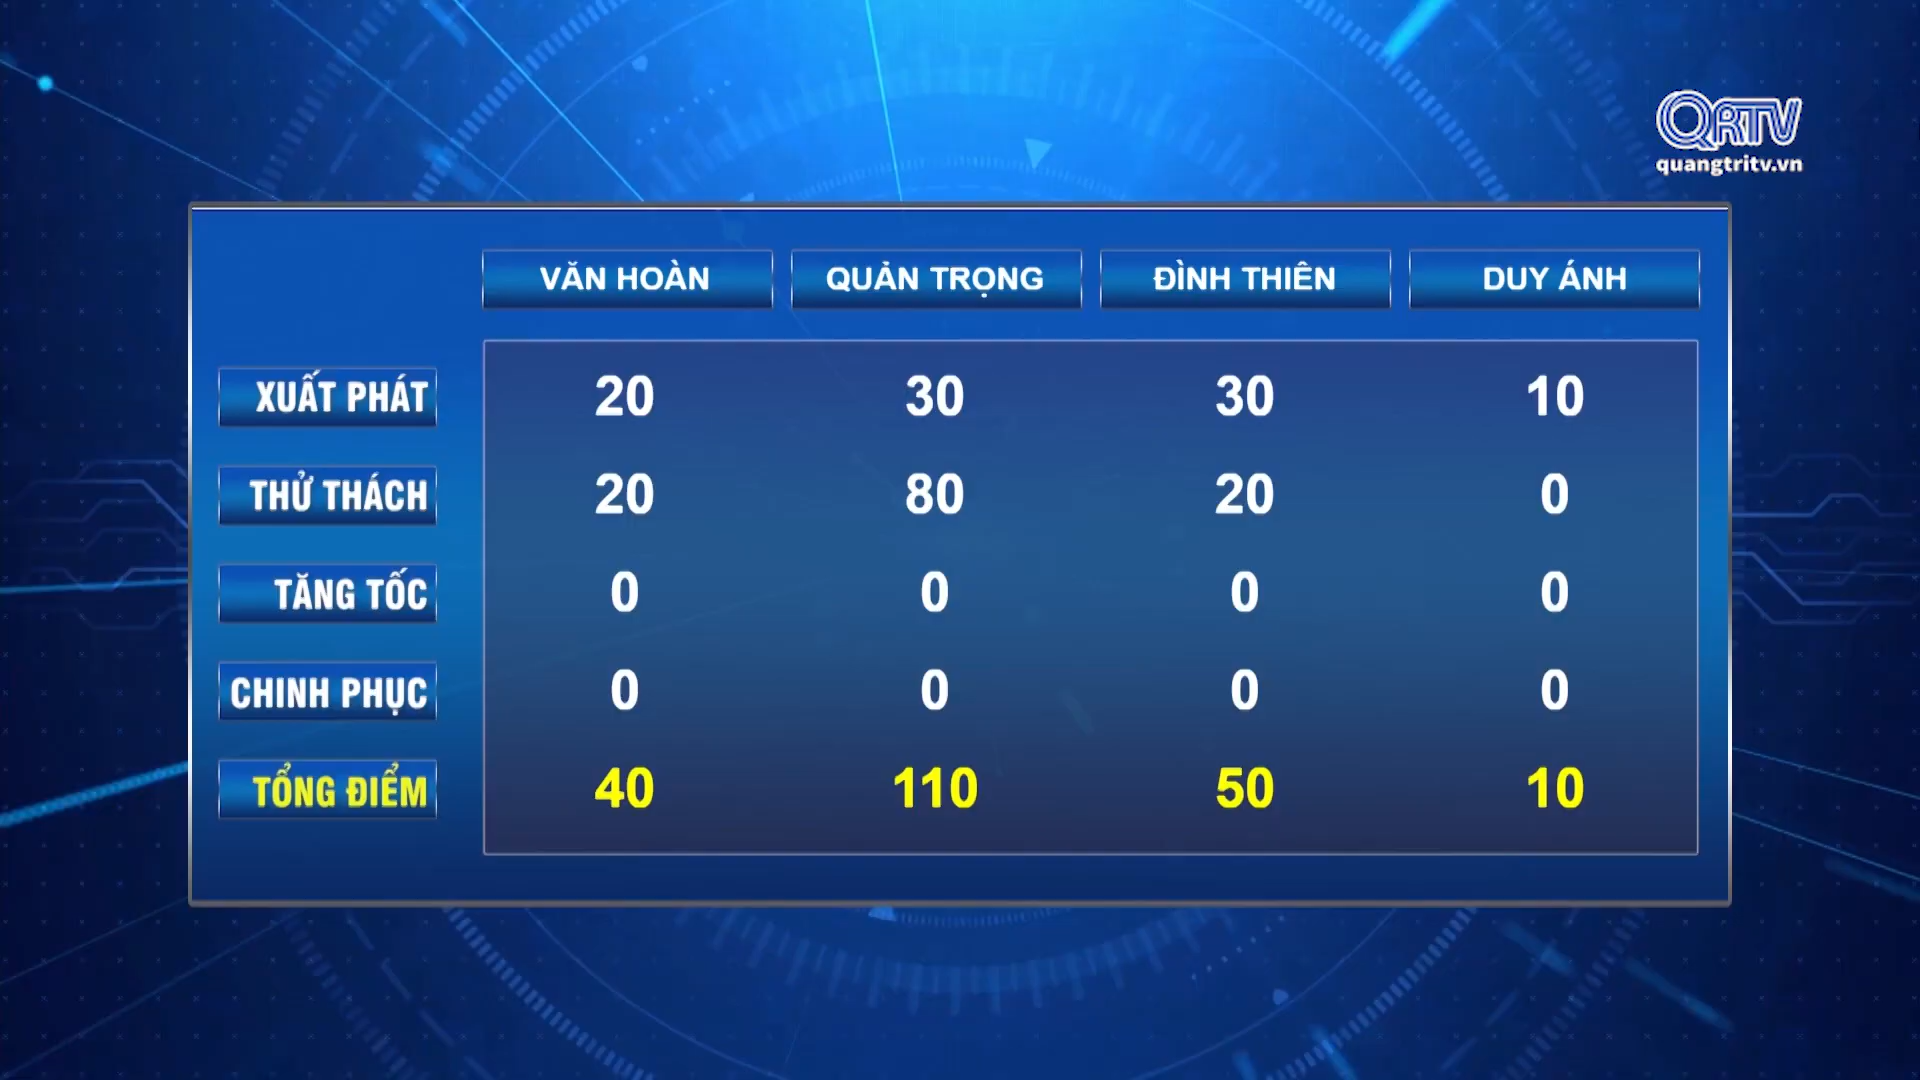 QRTV
quangtritv.vn
VĂN HOÀN QUẢN TRỌNG ĐÌNH THIÊN DUY ÁNH
XUẤT PHÁT 20 30 30 10
THỬ THÁCH 20 80 20 0
TĂNG TỐC 0 0 0 0
CHINH PHỤC 0 0 0 0
TỔNG ĐIỂM 40 110 50 10